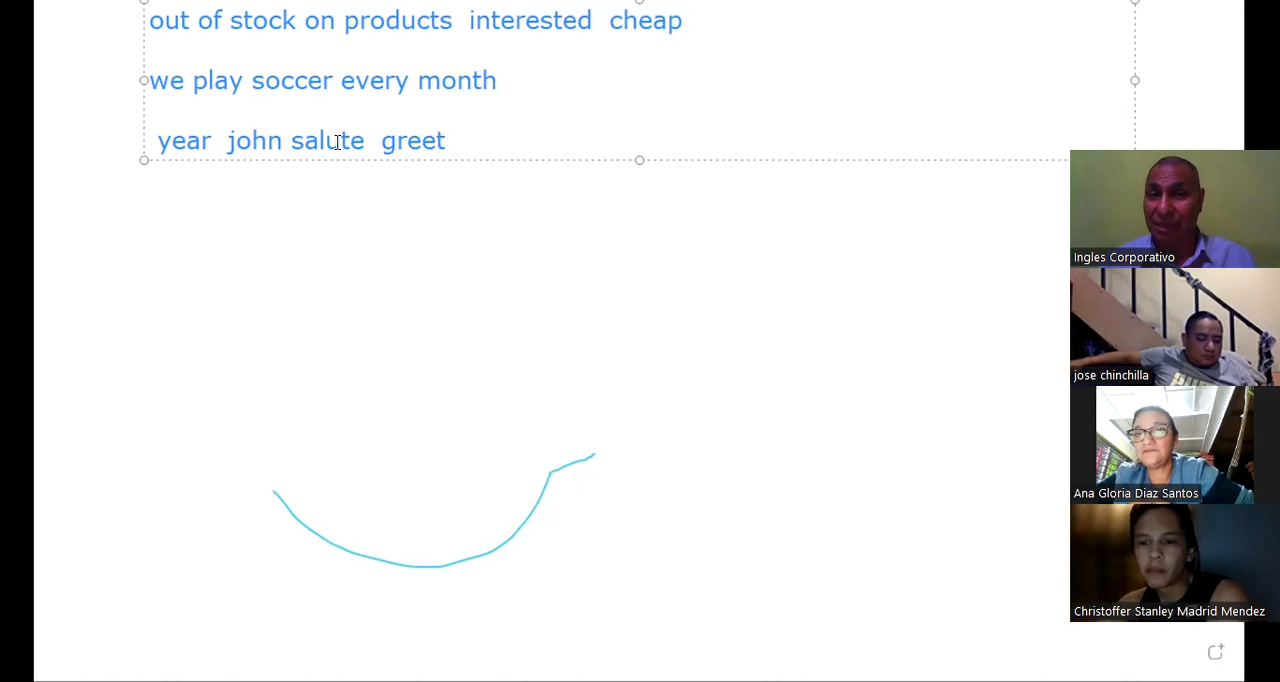 out of stock on products  interested  cheap
we play soccer every month
year  john salute  greet
Ingles Corporativo
jose chinchilla
Ana Gloria Diaz Santos
Christoffer Stanley Madrid Mendez